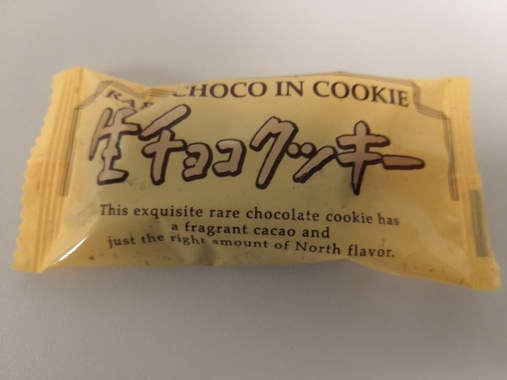 RARE CHOCO IN COOKIE
生チョコクッキー
This exquisite rare chocolate cookie has
a fragrant cacao and
just the right amount of North flavor.